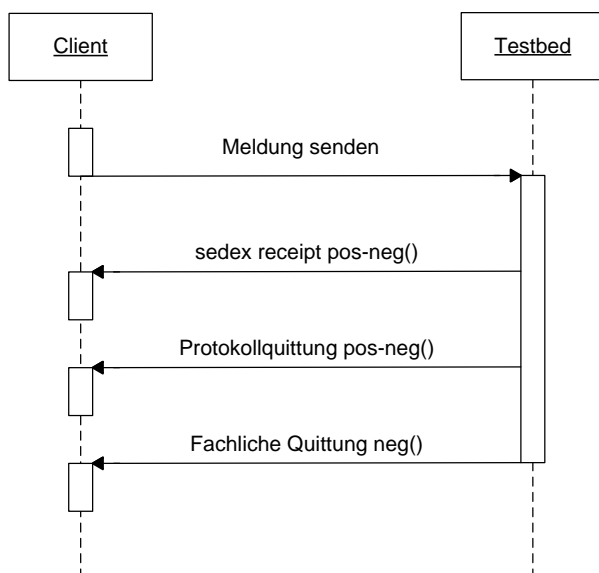 Client
Testbed
Meldung senden
sedex receipt pos-neg()
Protokollquittung pos-neg()
Fachliche Quittung neg()